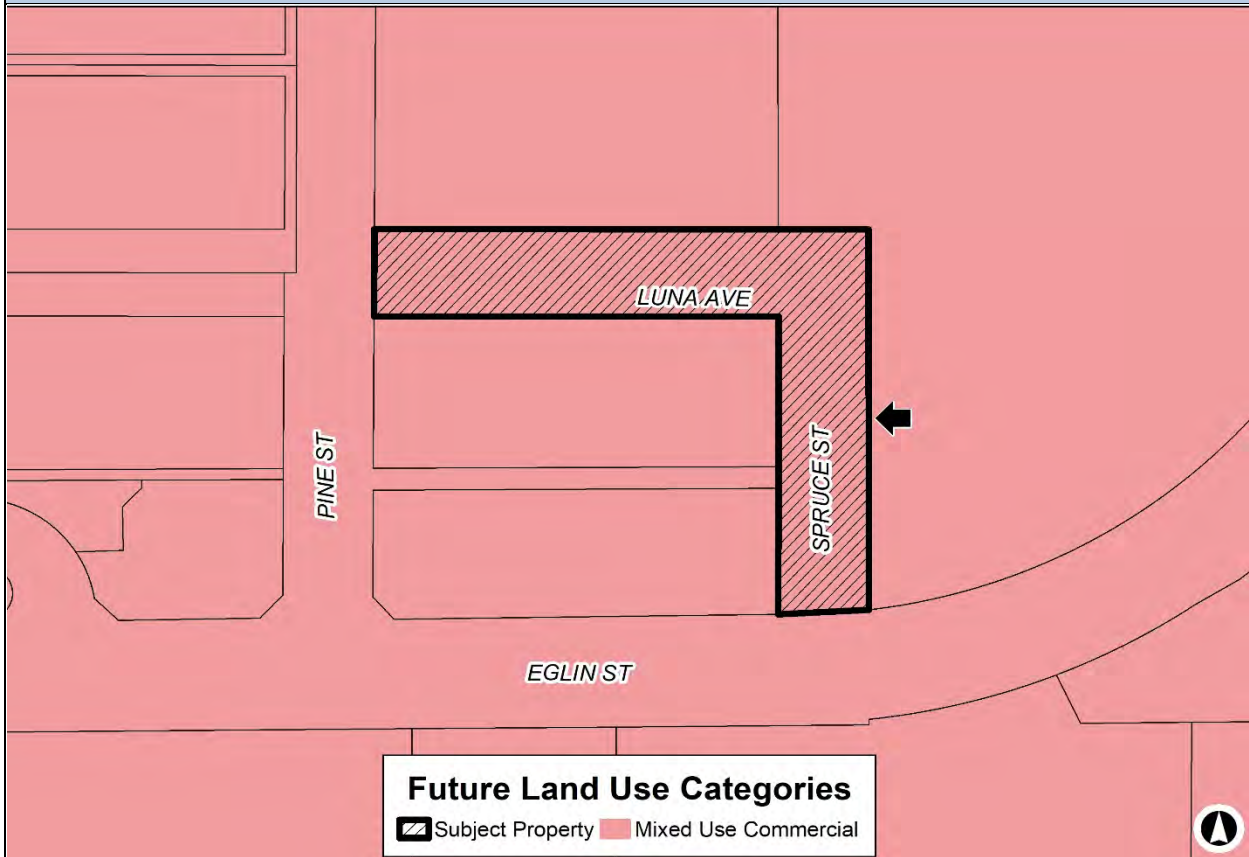 LUNA AVE
PINE ST
SPRUCE ST
EGLIN ST
Future Land Use Categories
Subject Property Mixed Use Commercial